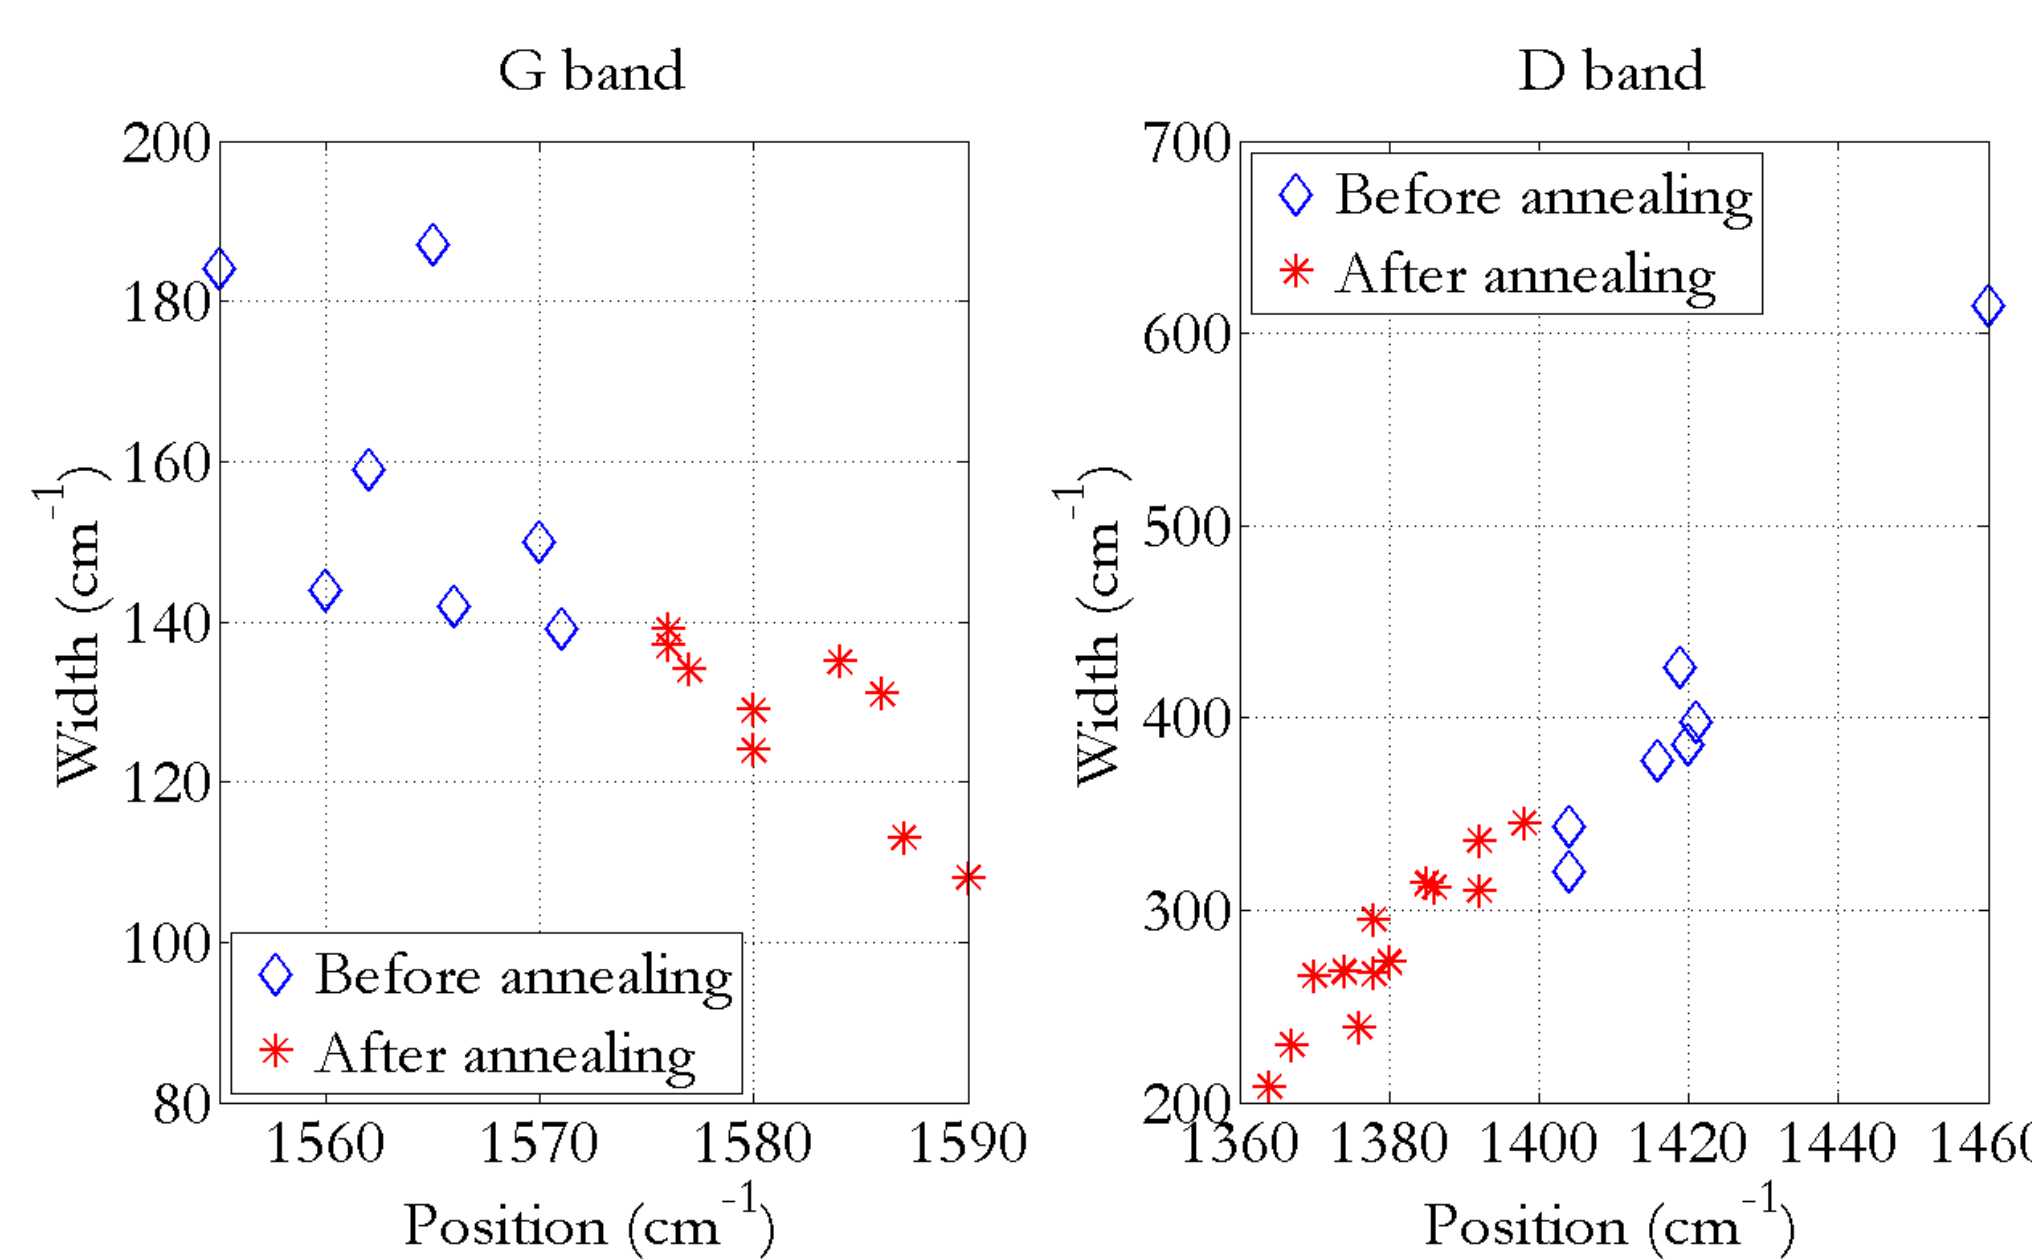 G band
200
180
160
140
120
100
80
Width (cm⁻¹)
Before annealing
After annealing
1560 1570 1580 1590
Position (cm⁻¹)
D band
700
600
500
400
300
200
Width (cm⁻¹)
Before annealing
After annealing
1360 1380 1400 1420 1440 1460
Position (cm⁻¹)